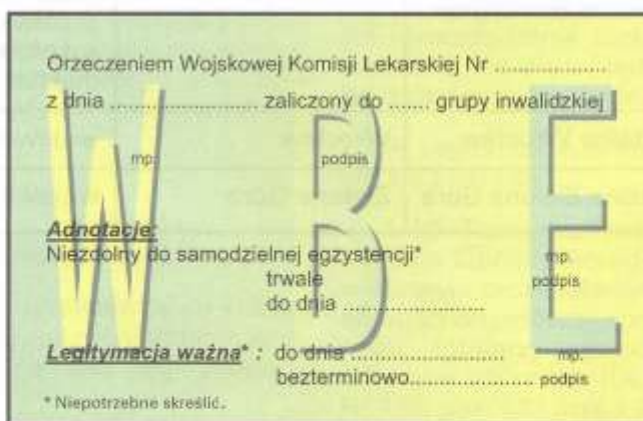 Orzeczeniem Wojskowej Komisji Lekarskiej Nr ....................
z dnia .......................... zaliczony do ....... grupy inwalidzkiej
mp. podpis
W B E
Adnotacje:
Niezdolny do samodzielnej egzystencji* mp.
trwale podpis
do dnia .........................
Legitymacja ważna* : do dnia ........................... mp.
bezterminowo...................... podpis
* Niepotrzebne skreślić.